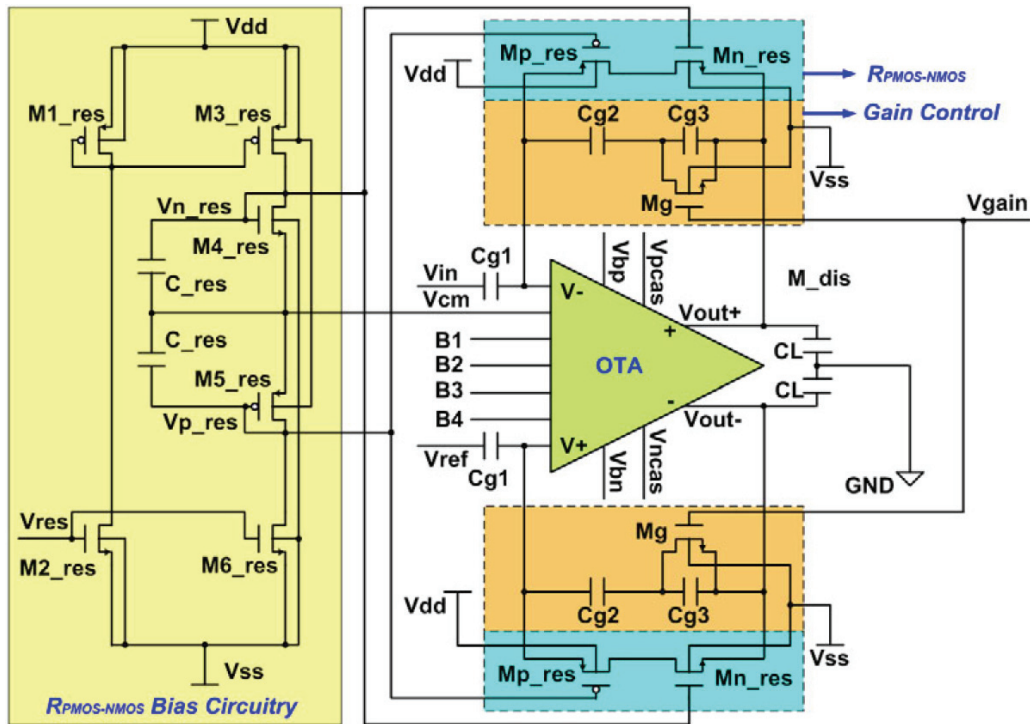 Vdd
M1_res
M3_res
Vn_res
M4_res
C_res
C_res
M5_res
Vp_res
Vres
M2_res
M6_res
Vss
RPMOS-NMOS Bias Circuitry
Mp_res
Mn_res
Vdd
RPMOS-NMOS
Cg2
Cg3
Gain Control
Mg
Vss
Vgain
Cg1
Vin
Vcm
Vbp
Vpcas
M_dis
V-
Vout+
+
B1
B2
OTA
CL
B3
B4
-
CL
Vout-
V+
Vref
Cg1
Vbn
Vncas
GND
Mg
Vdd
Cg2
Cg3
Vss
Mp_res
Mn_res